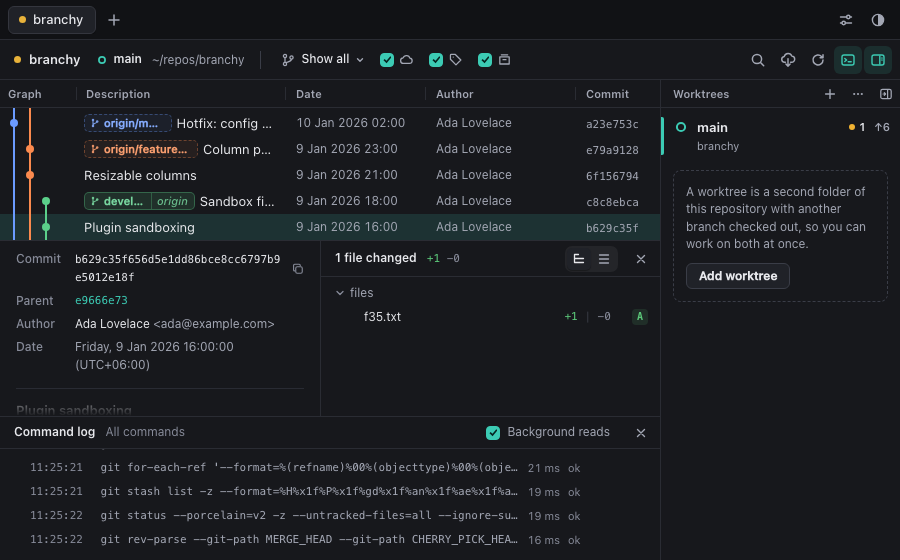 branchy
branchy main ~/repos/branchy Show all
Graph Description Date Author Commit
origin/m... Hotfix: config ... 10 Jan 2026 02:00 Ada Lovelace a23e753c
origin/feature... Column p... 9 Jan 2026 23:00 Ada Lovelace e79a9128
Resizable columns 9 Jan 2026 21:00 Ada Lovelace 6f156794
devel... origin Sandbox fi... 9 Jan 2026 18:00 Ada Lovelace c8c8ebca
Plugin sandboxing 9 Jan 2026 16:00 Ada Lovelace b629c35f
Commit b629c35f656d5e1dd86bce8cc6797b9
e5012e18f
Parent e9666e73
Author Ada Lovelace <ada@example.com>
Date Friday, 9 Jan 2026 16:00:00
(UTC+06:00)
Plugin sandboxing
1 file changed +1 −0
files
f35.txt +1 −0 A
Command log All commands Background reads
11:25:21 git for-each-ref '--format=%(refname)%00%(objecttype)%00(obje… 21 ms ok
11:25:21 git stash list -z --format=%H%x1f%P%x1f%gd%x1f%an%x1f%ae%x1f%a… 19 ms ok
11:25:22 git status --porcelain=v2 -z --untracked-files=all --ignore-su… 19 ms ok
11:25:22 git rev-parse --git-path MERGE_HEAD --git-path CHERRY_PICK_HEA… 16 ms ok
Worktrees
main 1 ↑6
branchy
A worktree is a second folder of
this repository with another
branch checked out, so you can
work on both at once.
Add worktree